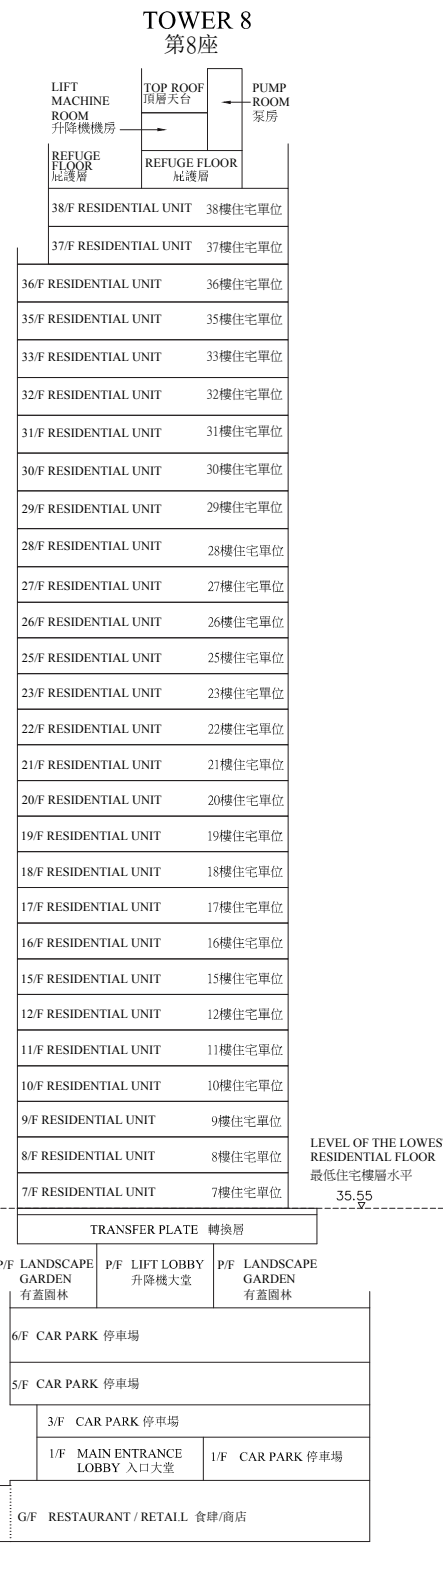 TOWER 8
第8座
LIFT
MACHINE
ROOM
升降機機房
TOP ROOF
頂層天台
PUMP
ROOM
泵房
REFUGE
FLOOR
庇護層
REFUGE FLOOR
庇護層
38/F RESIDENTIAL UNIT 38樓住宅單位
37/F RESIDENTIAL UNIT 37樓住宅單位
36/F RESIDENTIAL UNIT 36樓住宅單位
35/F RESIDENTIAL UNIT 35樓住宅單位
33/F RESIDENTIAL UNIT 33樓住宅單位
32/F RESIDENTIAL UNIT 32樓住宅單位
31/F RESIDENTIAL UNIT 31樓住宅單位
30/F RESIDENTIAL UNIT 30樓住宅單位
29/F RESIDENTIAL UNIT 29樓住宅單位
28/F RESIDENTIAL UNIT 28樓住宅單位
27/F RESIDENTIAL UNIT 27樓住宅單位
26/F RESIDENTIAL UNIT 26樓住宅單位
25/F RESIDENTIAL UNIT 25樓住宅單位
23/F RESIDENTIAL UNIT 23樓住宅單位
22/F RESIDENTIAL UNIT 22樓住宅單位
21/F RESIDENTIAL UNIT 21樓住宅單位
20/F RESIDENTIAL UNIT 20樓住宅單位
19/F RESIDENTIAL UNIT 19樓住宅單位
18/F RESIDENTIAL UNIT 18樓住宅單位
17/F RESIDENTIAL UNIT 17樓住宅單位
16/F RESIDENTIAL UNIT 16樓住宅單位
15/F RESIDENTIAL UNIT 15樓住宅單位
12/F RESIDENTIAL UNIT 12樓住宅單位
11/F RESIDENTIAL UNIT 11樓住宅單位
10/F RESIDENTIAL UNIT 10樓住宅單位
9/F RESIDENTIAL UNIT 9樓住宅單位
8/F RESIDENTIAL UNIT 8樓住宅單位
7/F RESIDENTIAL UNIT 7樓住宅單位
LEVEL OF THE LOWES
RESIDENTIAL FLOOR
最低住宅樓層水平
35.55
TRANSFER PLATE 轉換層
P/F LANDSCAPE
GARDEN
有蓋園林
P/F LIFT LOBBY
升降機大堂
P/F LANDSCAPE
GARDEN
有蓋園林
6/F CAR PARK 停車場
5/F CAR PARK 停車場
3/F CAR PARK 停車場
1/F MAIN ENTRANCE
LOBBY 入口大堂
1/F CAR PARK 停車場
G/F RESTAURANT / RETAIL 食肆/商店